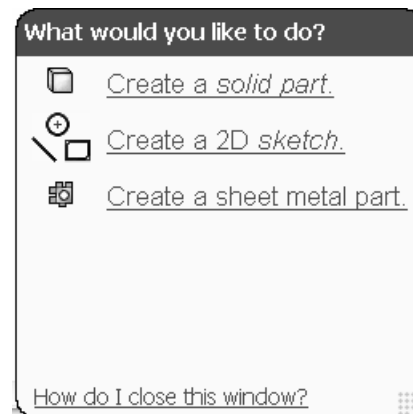 What would you like to do?
Create a solid part.
Create a 2D sketch.
Create a sheet metal part.
How do I close this window?